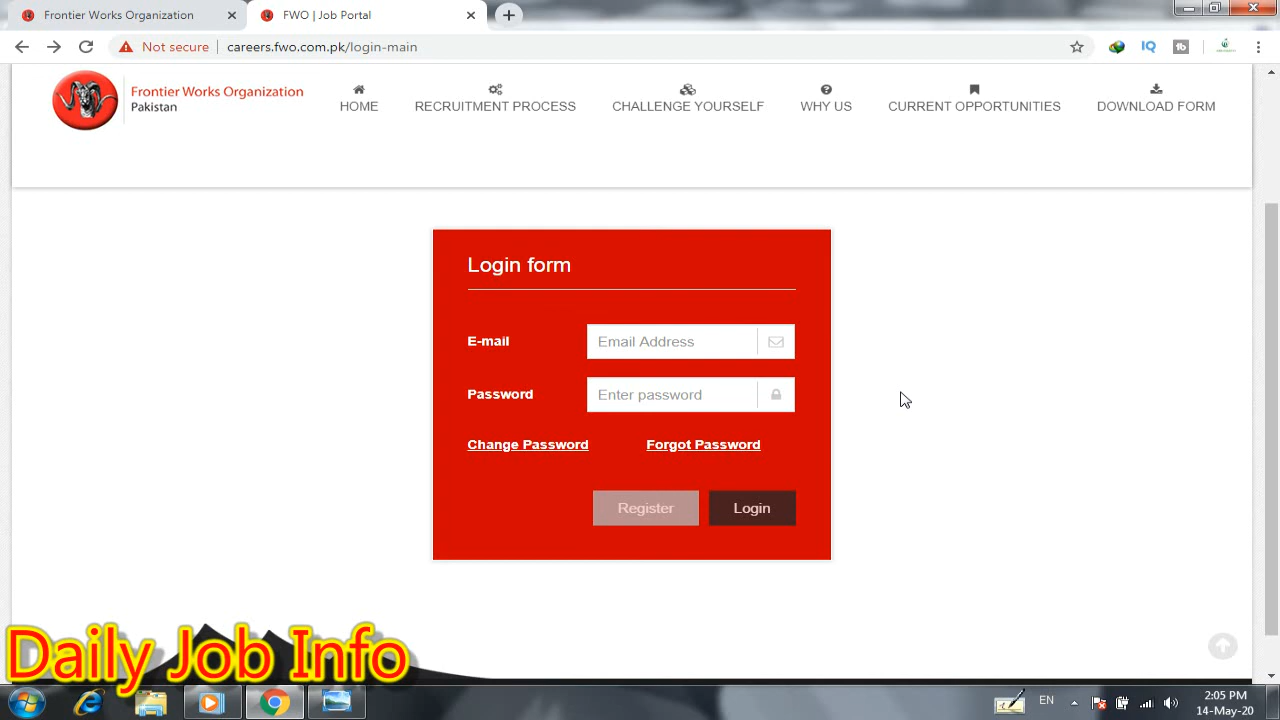 Frontier Works Organization
FWO | Job Portal
Not secure
careers.fwo.com.pk/login-main
Frontier Works Organization
Pakistan
HOME
RECRUITMENT PROCESS
CHALLENGE YOURSELF
WHY US
CURRENT OPPORTUNITIES
DOWNLOAD FORM
Login form
E-mail
Email Address
Password
Enter password
Change Password
Forgot Password
Register
Login
Daily Job Info
EN
2:05 PM
14-May-20